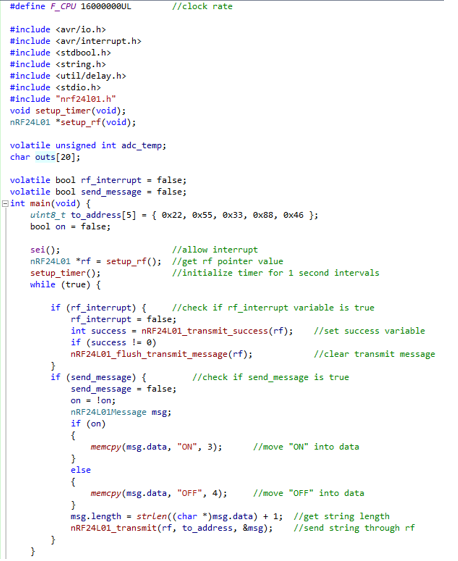 #define F_CPU 16000000UL //clock rate
#include <avr/io.h>
#include <avr/interrupt.h>
#include <stdbool.h>
#include <string.h>
#include <util/delay.h>
#include <stdio.h>
#include "nrf24l01.h"
void setup_timer(void);
nRF24L01 *setup_rf(void);
volatile unsigned int adc_temp;
char outs[20];
volatile bool rf_interrupt = false;
volatile bool send_message = false;
int main(void) {
uint8_t to_address[5] = { 0x22, 0x55, 0x33, 0x88, 0x46 };
bool on = false;
sei(); //allow interrupt
nRF24L01 *rf = setup_rf(); //get rf pointer value
setup_timer(); //initialize timer for 1 second intervals
while (true) {
if (rf_interrupt) { //check if rf_interrupt variable is true
rf_interrupt = false;
int success = nRF24L01_transmit_success(rf); //set success variable
if (success != 0)
nRF24L01_flush_transmit_message(rf); //clear transmit message
}
if (send_message) { //check if send_message is true
send_message = false;
on = !on;
nRF24L01Message msg;
if (on)
{
memcpy(msg.data, "ON", 3); //move "ON" into data
}
else
{
memcpy(msg.data, "OFF", 4); //move "OFF" into data
}
msg.length = strlen((char *)msg.data) + 1; //get string length
nRF24L01_transmit(rf, to_address, &msg); //send string through rf
}
}